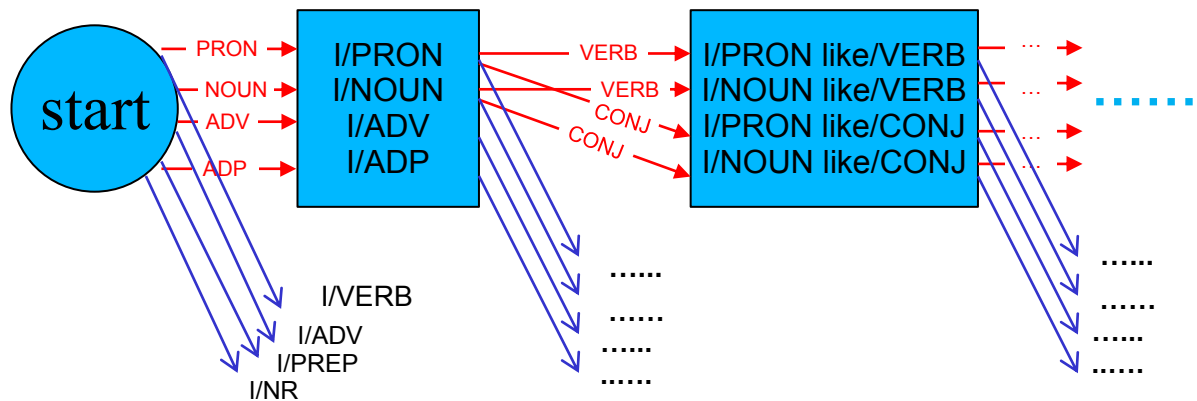 start
PRON
NOUN
ADV
ADP
I/PRON
I/NOUN
I/ADV
I/ADP
VERB
VERB
CONJ
CONJ
I/PRON like/VERB
I/NOUN like/VERB
I/PRON like/CONJ
I/NOUN like/CONJ
...
...
...
...
I/VERB
I/ADV
I/PREP
I/NR
......
......
......
......
......
......
......
......